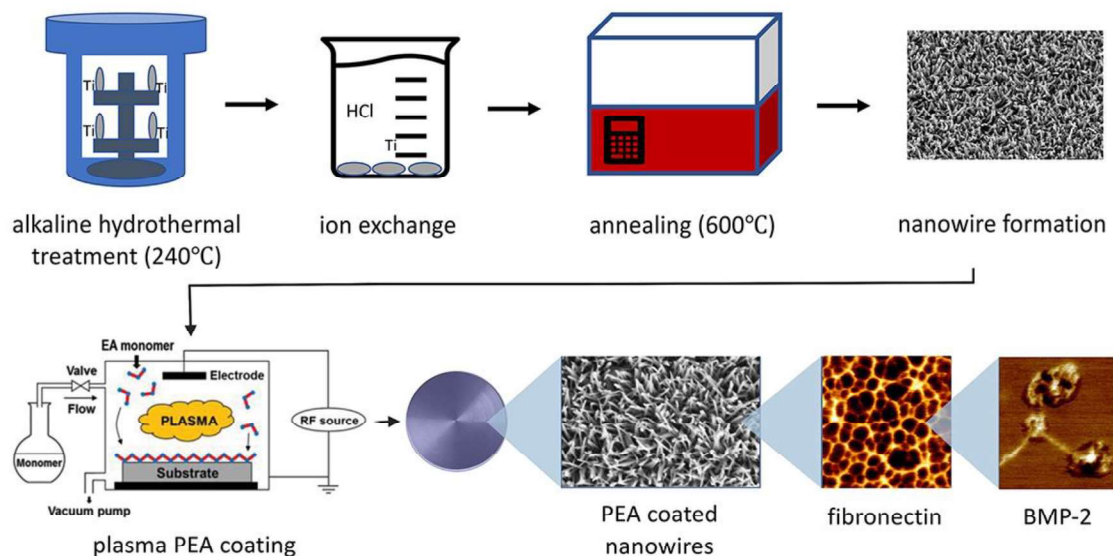 Ti
Ti
Ti
Ti
HCl
Ti
alkaline hydrothermal
treatment (240℃)
ion exchange
annealing (600℃)
nanowire formation
EA monomer
Valve
Flow
Electrode
PLASMA
RF source
Monomer
Substrate
Vacuum pump
plasma PEA coating
PEA coated
nanowires
fibronectin
BMP-2